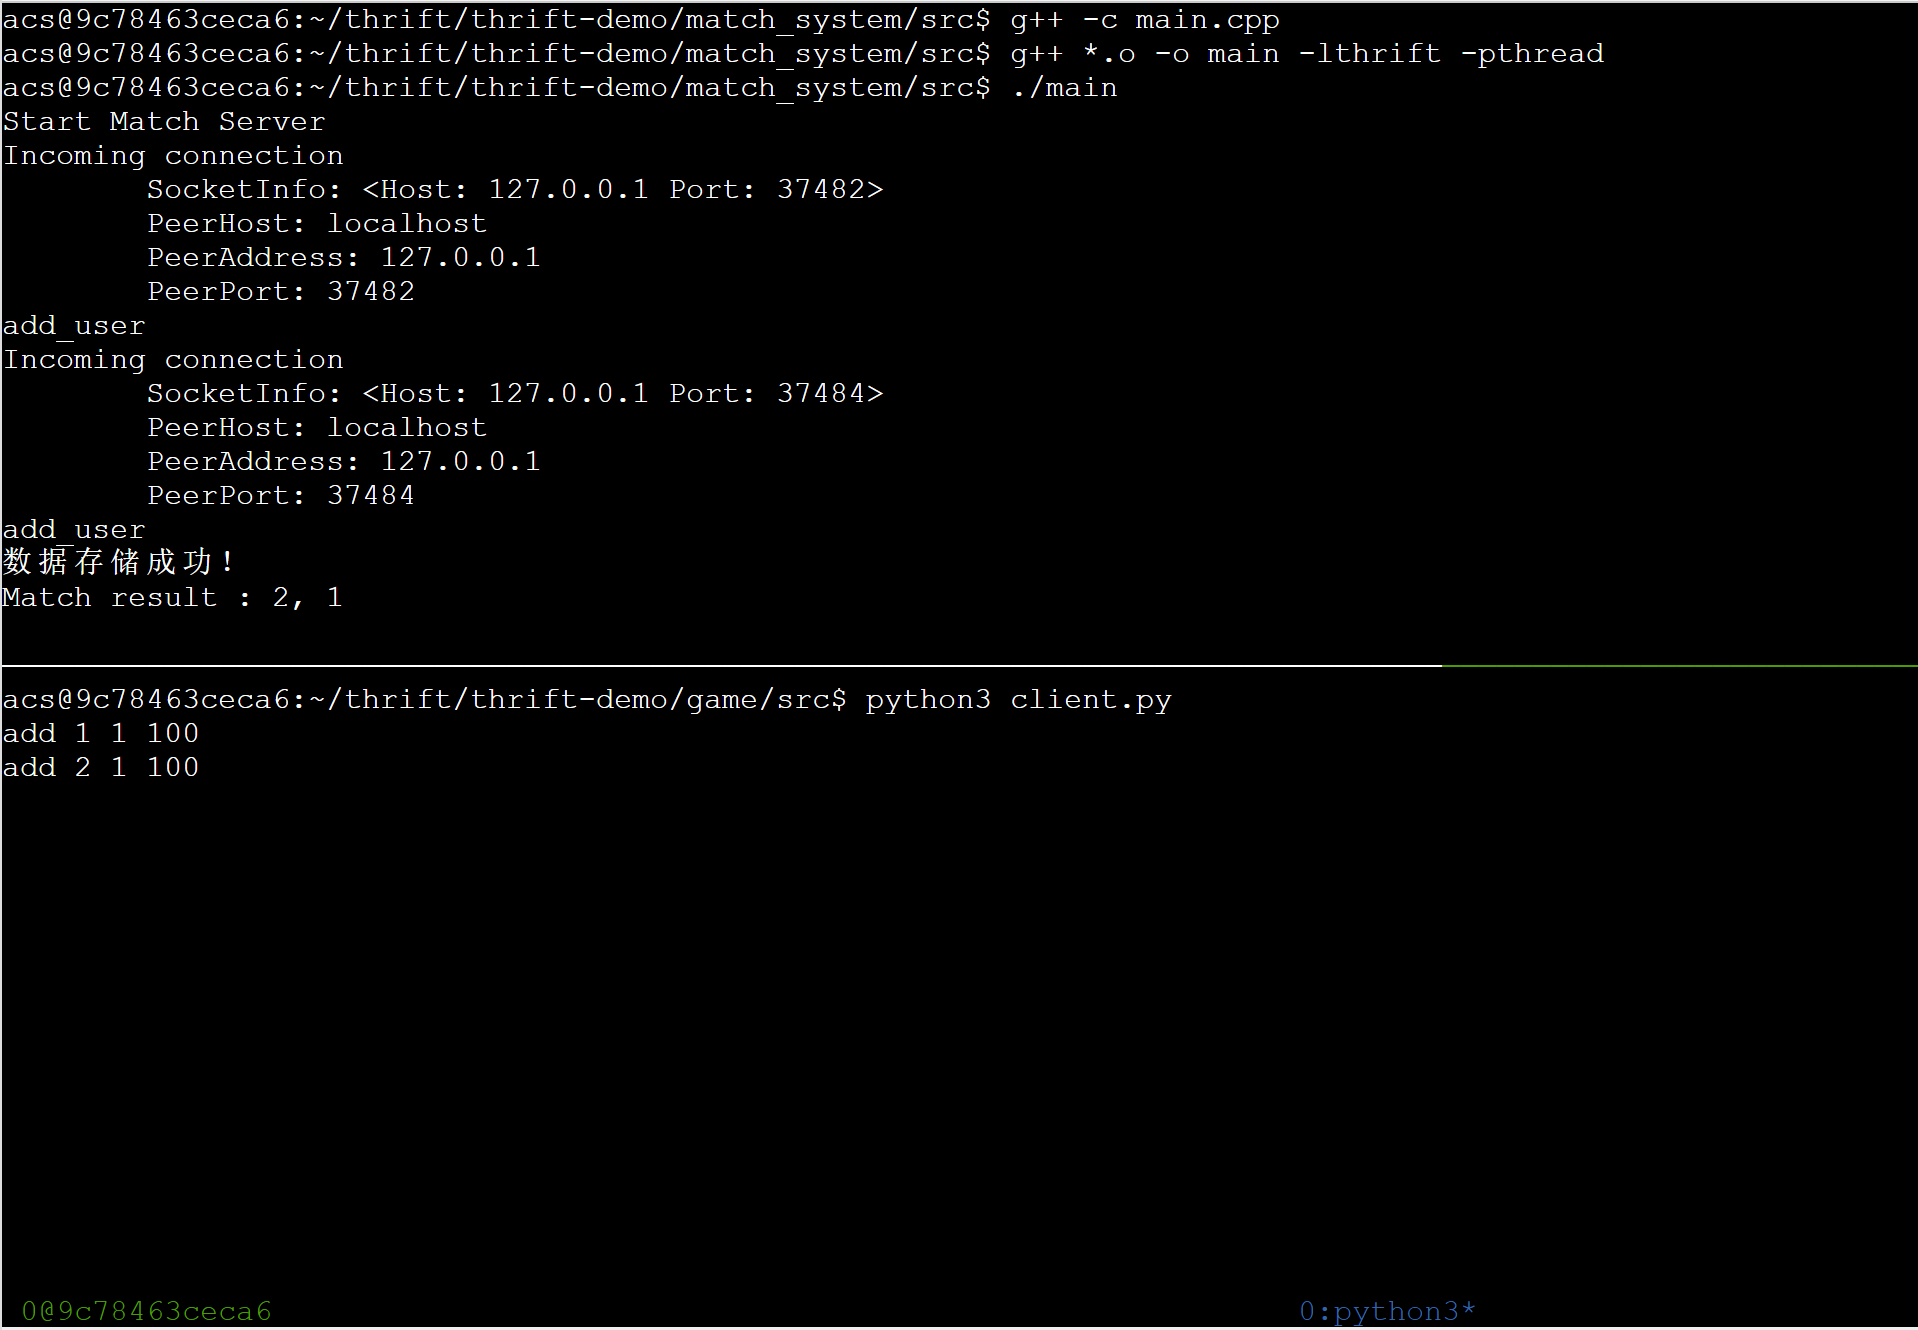 acs@9c78463ceca6:~/thrift/thrift-demo/match_system/src$ g++ -c main.cpp
acs@9c78463ceca6:~/thrift/thrift-demo/match_system/src$ g++ *.o -o main -lthrift -pthread
acs@9c78463ceca6:~/thrift/thrift-demo/match_system/src$ ./main
Start Match Server
Incoming connection
        SocketInfo: <Host: 127.0.0.1 Port: 37482>
        PeerHost: localhost
        PeerAddress: 127.0.0.1
        PeerPort: 37482
add_user
Incoming connection
        SocketInfo: <Host: 127.0.0.1 Port: 37484>
        PeerHost: localhost
        PeerAddress: 127.0.0.1
        PeerPort: 37484
add_user
数据存储成功！
Match result : 2, 1
acs@9c78463ceca6:~/thrift/thrift-demo/game/src$ python3 client.py
add 1 1 100
add 2 1 100
0@9c78463ceca6 0:python3*